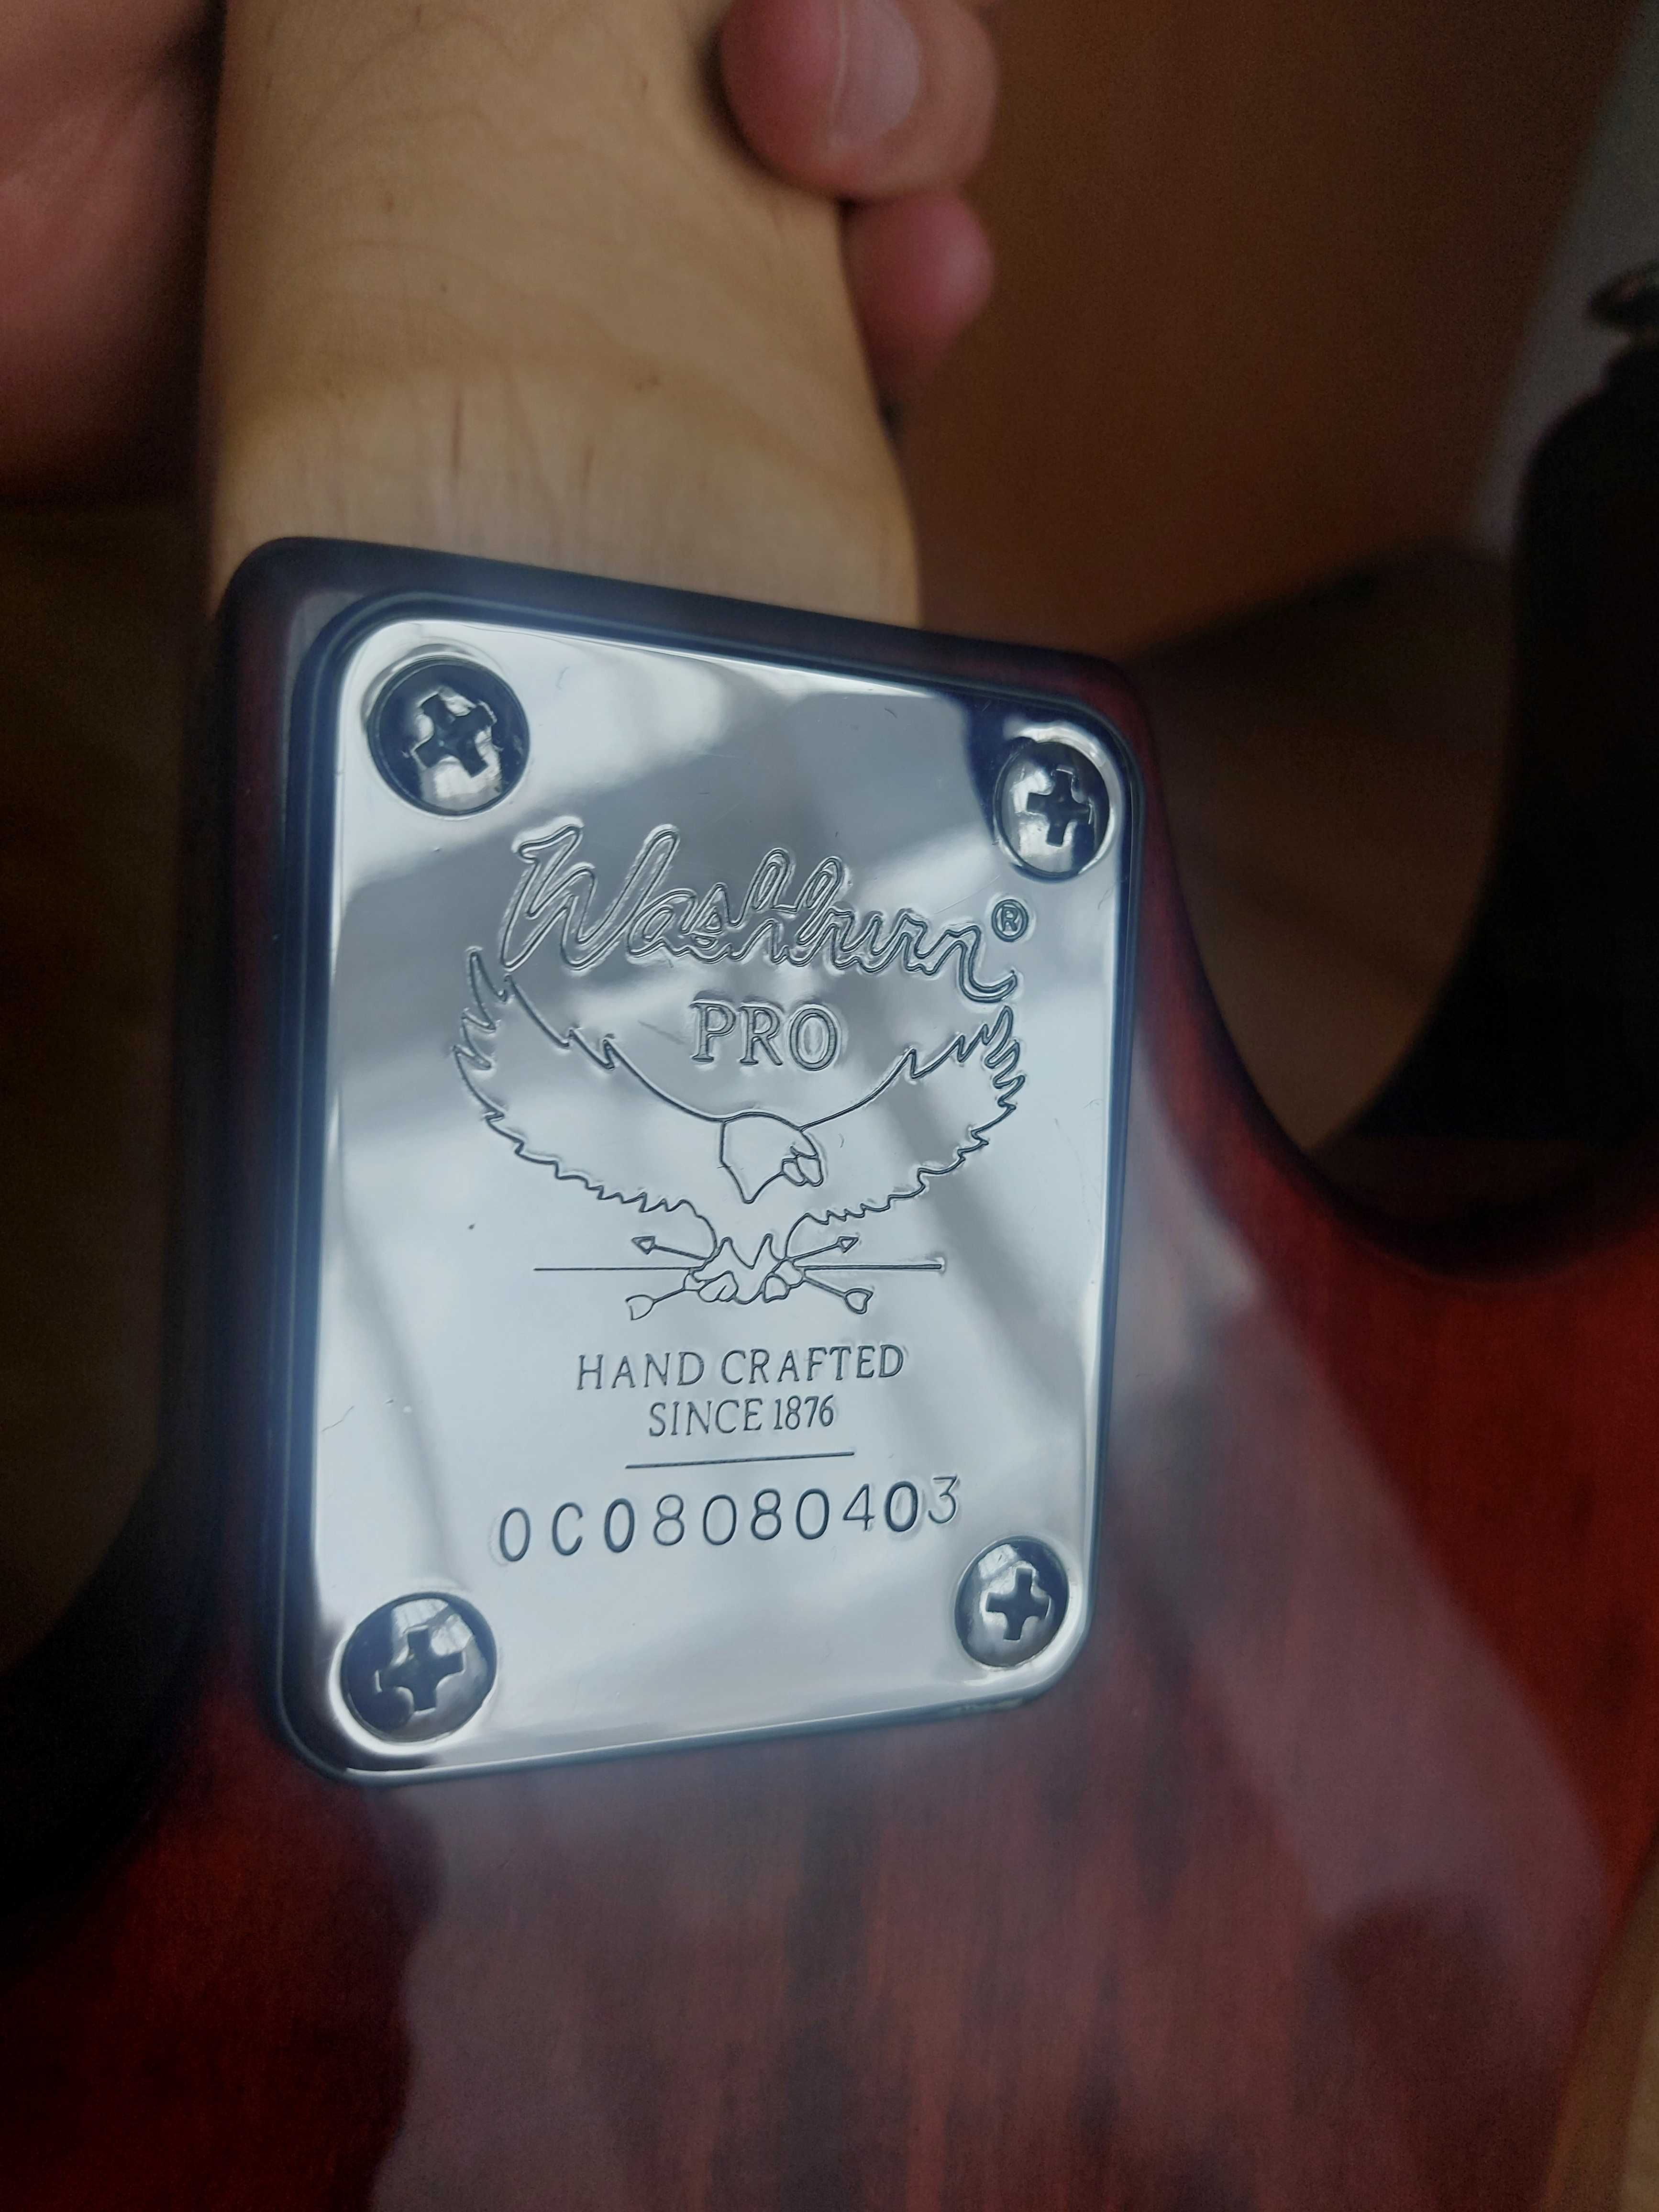 Washburn®
PRO
HAND CRAFTED
SINCE 1876
0C08080403